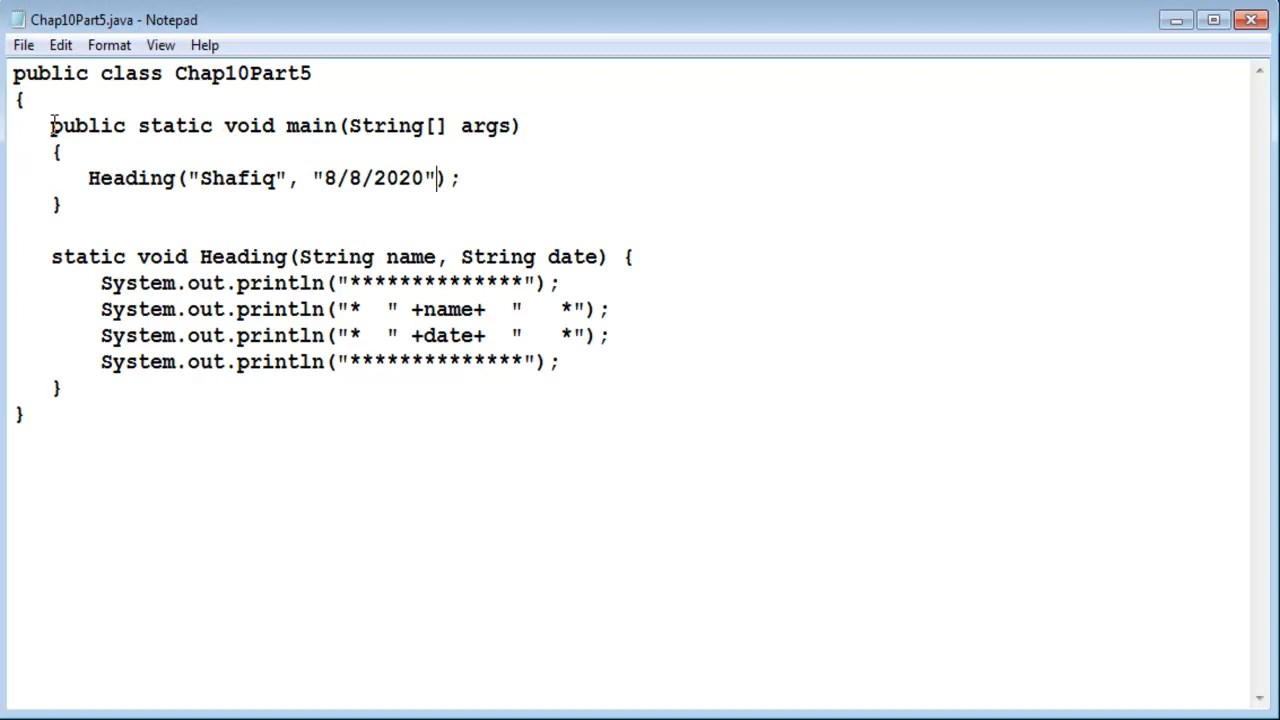 Chap10Part5.java - Notepad
File Edit Format View Help
public class Chap10Part5
{
   public static void main(String[] args)
   {
      Heading("Shafiq", "8/8/2020");
   }

   static void Heading(String name, String date) {
       System.out.println("**************");
       System.out.println("*  " +name+  "   *");
       System.out.println("*  " +date+  "   *");
       System.out.println("**************");
   }
}